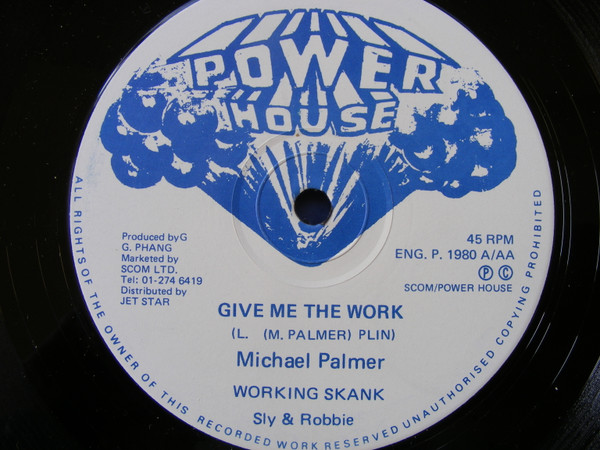 POWER
HOUSE
Produced by G
G. PHANG
Marketed by
SCOM LTD.
Tel: 01-274 6419
Distributed by
JET STAR
45 RPM
ENG. P. 1980 A/AA
Ⓟ Ⓒ
SCOM/POWER HOUSE
GIVE ME THE WORK
(L. (M. PALMER) PLIN)
Michael Palmer
WORKING SKANK
Sly & Robbie
ALL RIGHTS OF THE OWNER OF THIS RECORDED WORK RESERVED UNAUTHORISED COPYING PROHIBITED